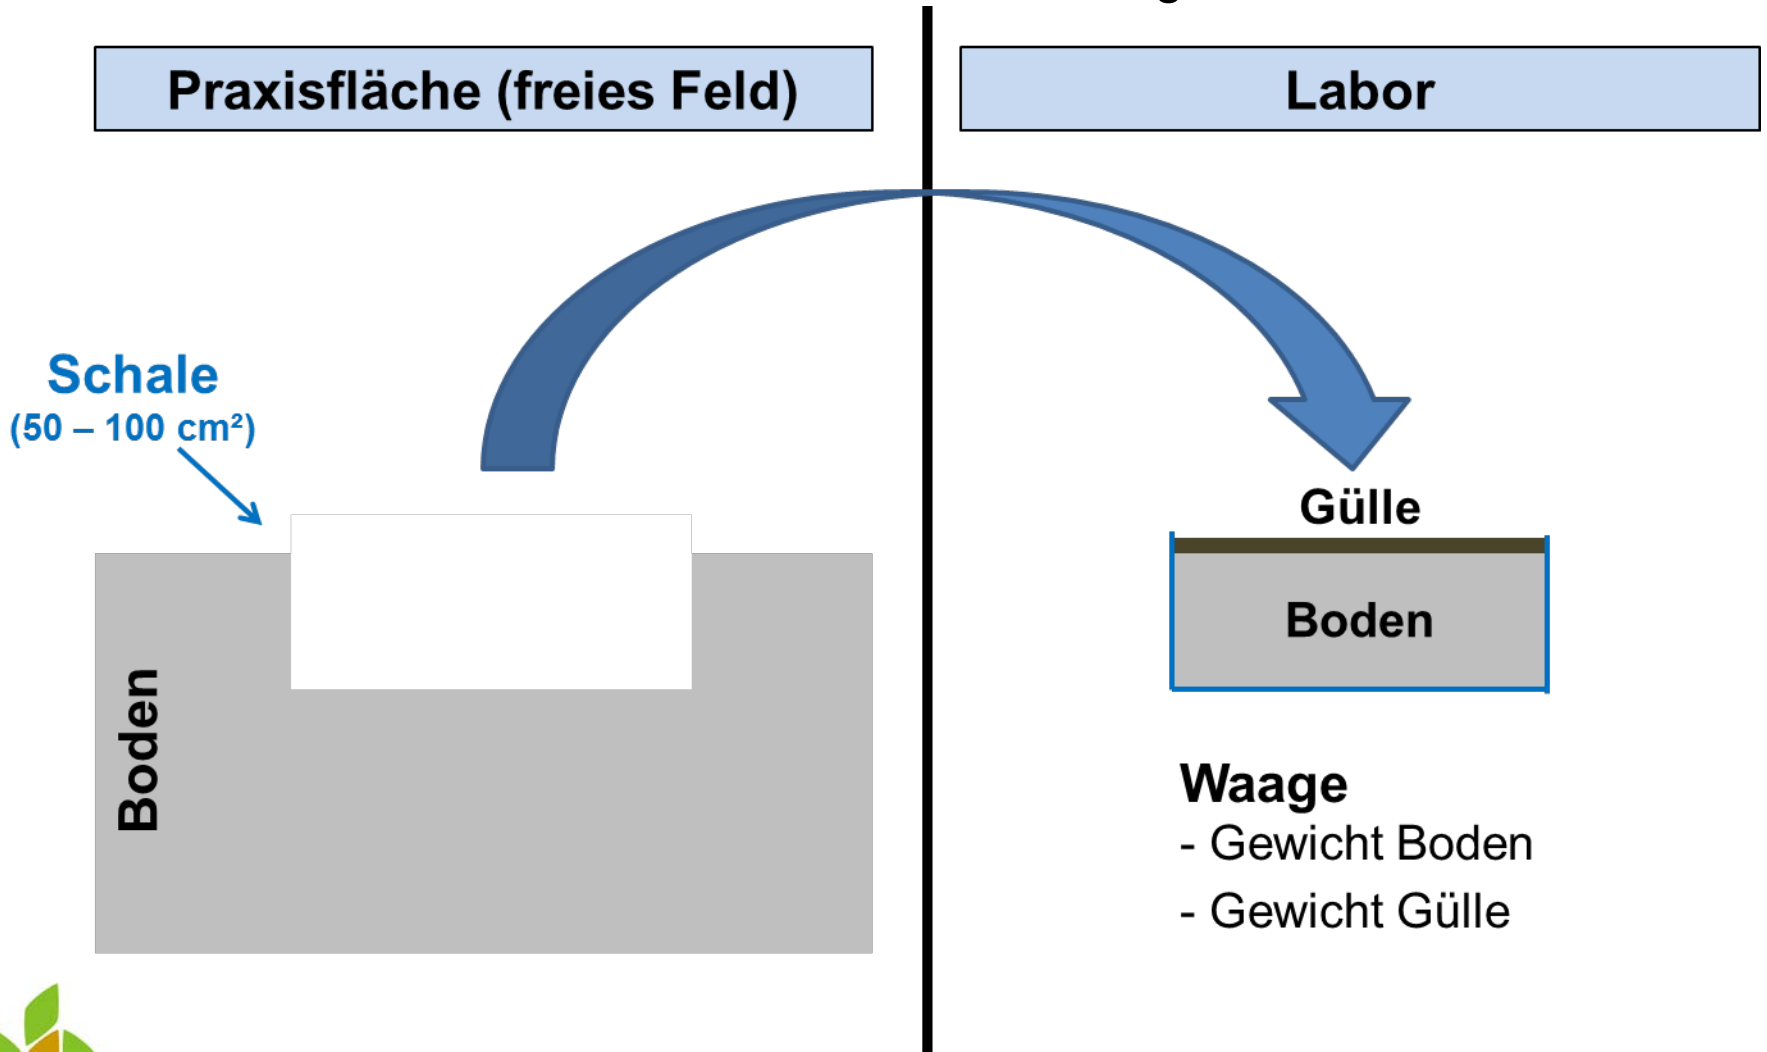 Praxisfläche (freies Feld)
Labor
Schale
(50 – 100 cm²)
Boden
Gülle
Boden
Waage
- Gewicht Boden
- Gewicht Gülle